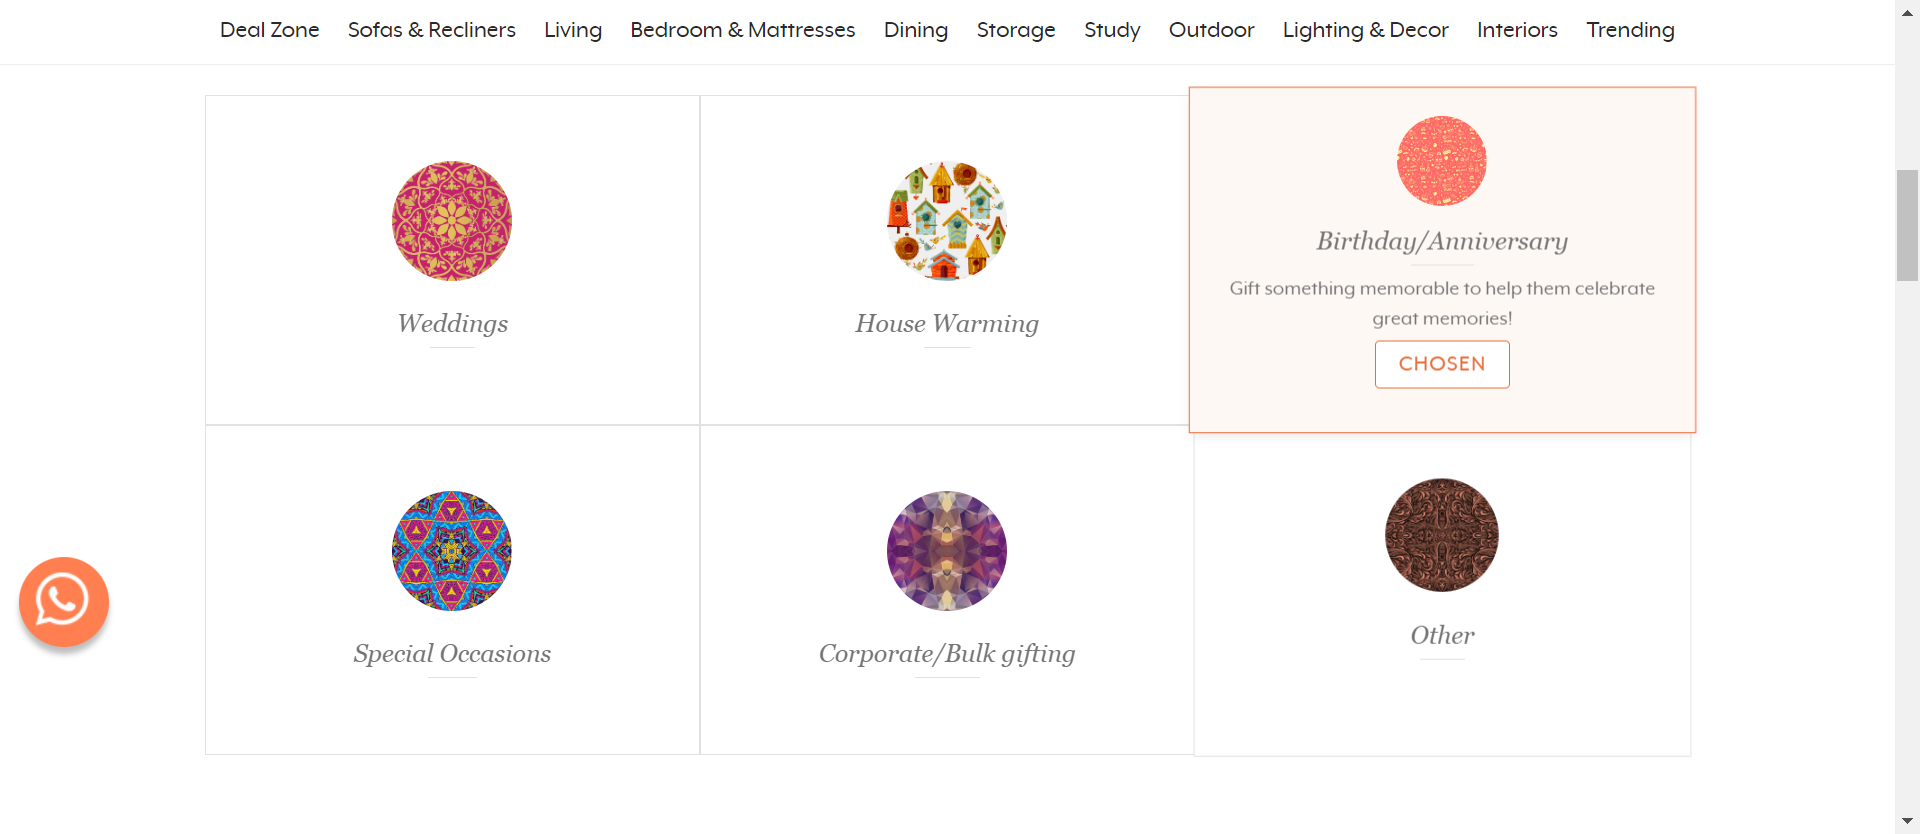 Deal Zone Sofas & Recliners Living Bedroom & Mattresses Dining Storage Study Outdoor Lighting & Decor Interiors Trending
Weddings
House Warming
Birthday/Anniversary
Gift something memorable to help them celebrate
great memories!
CHOSEN
Special Occasions
Corporate/Bulk gifting
Other